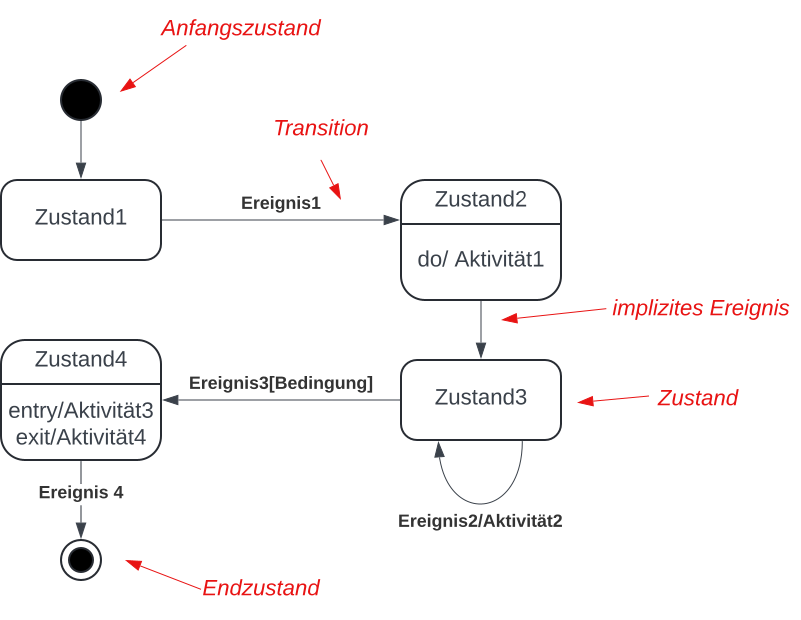 Anfangszustand
Transition
Zustand1
Ereignis1
Zustand2
do/ Aktivität1
implizites Ereignis
Zustand4
entry/Aktivität3
exit/Aktivität4
Ereignis3[Bedingung]
Zustand3
Zustand
Ereignis 4
Ereignis2/Aktivität2
Endzustand